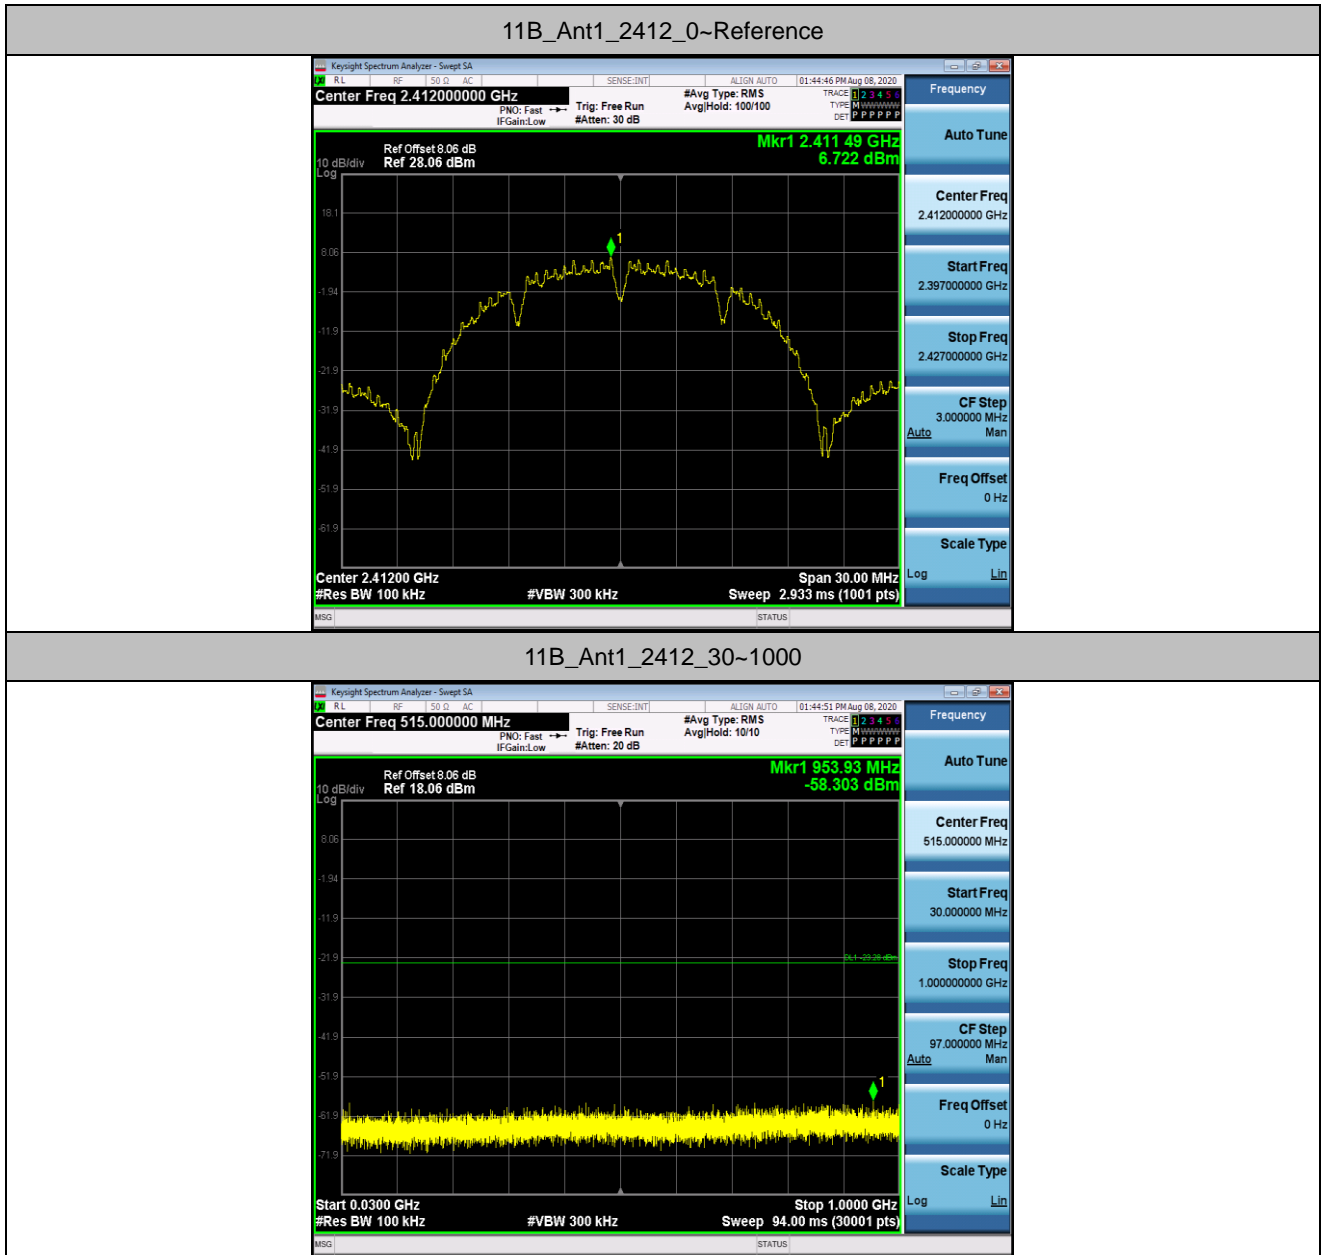 11B_Ant1_2412_0~Reference
Keysight Spectrum Analyzer - Swept SA
RL RF 50 Ω AC SENSE:INT ALIGN AUTO 01:44:46 PM Aug 08, 2020
Center Freq 2.412000000 GHz
PNO: Fast
IFGain:Low
Trig: Free Run
#Atten: 30 dB
#Avg Type: RMS
Avg|Hold: 100/100
TRACE 1 2 3 4 5 6
TYPE M W W W W W
DET P P P P P P
Frequency
Auto Tune
Center Freq
2.412000000 GHz
Start Freq
2.397000000 GHz
Stop Freq
2.427000000 GHz
CF Step
3.000000 MHz
Auto Man
Freq Offset
0 Hz
Scale Type
Log Lin
Mkr1 2.411 49 GHz
6.722 dBm
Ref Offset 8.06 dB
10 dB/div Ref 28.06 dBm
Log
18.1
8.06
-1.94
-11.9
-21.9
-31.9
-41.9
-51.9
-61.9
1
Center 2.41200 GHz Span 30.00 MHz
#Res BW 100 kHz #VBW 300 kHz Sweep 2.933 ms (1001 pts)
MSG STATUS
11B_Ant1_2412_30~1000
Keysight Spectrum Analyzer - Swept SA
RL RF 50 Ω AC SENSE:INT ALIGN AUTO 01:44:51 PM Aug 08, 2020
Center Freq 515.000000 MHz
PNO: Fast
IFGain:Low
Trig: Free Run
#Atten: 20 dB
#Avg Type: RMS
Avg|Hold: 10/10
TRACE 1 2 3 4 5 6
TYPE M W W W W W
DET P P P P P P
Frequency
Auto Tune
Center Freq
515.000000 MHz
Start Freq
30.000000 MHz
Stop Freq
1.000000000 GHz
CF Step
97.000000 MHz
Auto Man
Freq Offset
0 Hz
Scale Type
Log Lin
Mkr1 953.93 MHz
-58.303 dBm
Ref Offset 8.06 dB
10 dB/div Ref 18.06 dBm
Log
8.06
-1.94
-11.9
-21.9
-31.9
-41.9
-51.9
-61.9
-71.9
DL1 -23.28 dBm
1
Start 0.0300 GHz Stop 1.0000 GHz
#Res BW 100 kHz #VBW 300 kHz Sweep 94.00 ms (30001 pts)
MSG STATUS